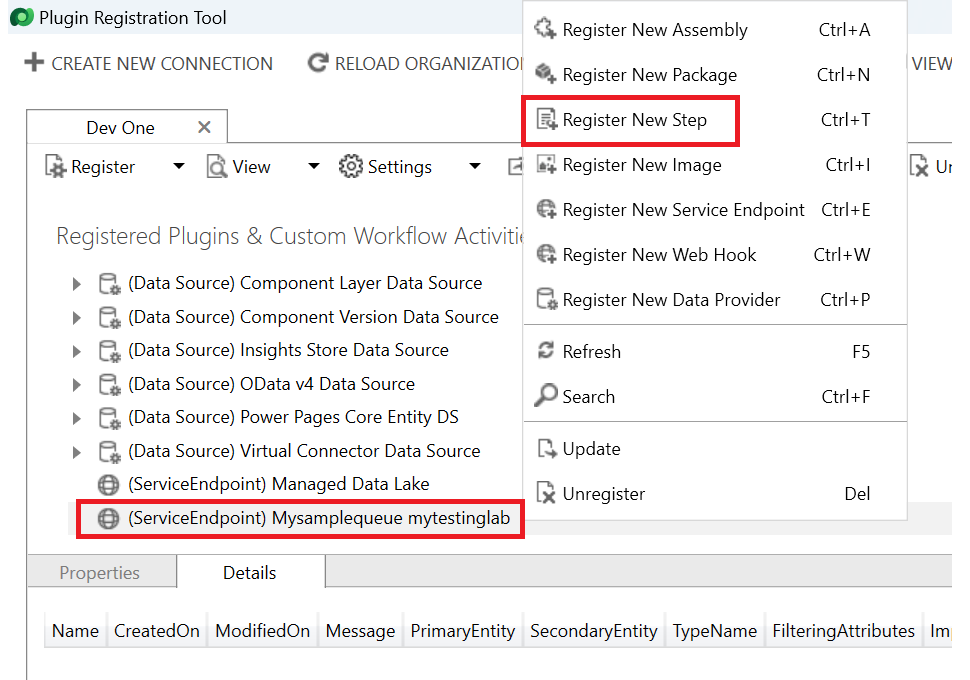 Plugin Registration Tool
CREATE NEW CONNECTION
RELOAD ORGANIZATIO
VIEW
Dev One
Register
View
Settings
Un
Register New Assembly Ctrl+A
Register New Package Ctrl+N
Register New Step Ctrl+T
Register New Image Ctrl+I
Register New Service Endpoint Ctrl+E
Register New Web Hook Ctrl+W
Register New Data Provider Ctrl+P
Refresh F5
Search Ctrl+F
Update
Unregister Del
Registered Plugins & Custom Workflow Activitie
(Data Source) Component Layer Data Source
(Data Source) Component Version Data Source
(Data Source) Insights Store Data Source
(Data Source) OData v4 Data Source
(Data Source) Power Pages Core Entity DS
(Data Source) Virtual Connector Data Source
(ServiceEndpoint) Managed Data Lake
(ServiceEndpoint) Mysamplequeue mytestinglab
Properties Details
Name CreatedOn ModifiedOn Message PrimaryEntity SecondaryEntity TypeName FilteringAttributes Im